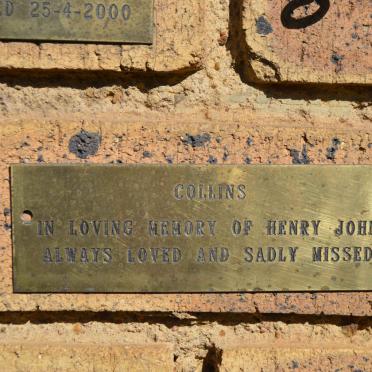 25-4-2000
COLLINS
IN LOVING MEMORY OF HENRY JOHN
ALWAYS LOVED AND SADLY MISSED